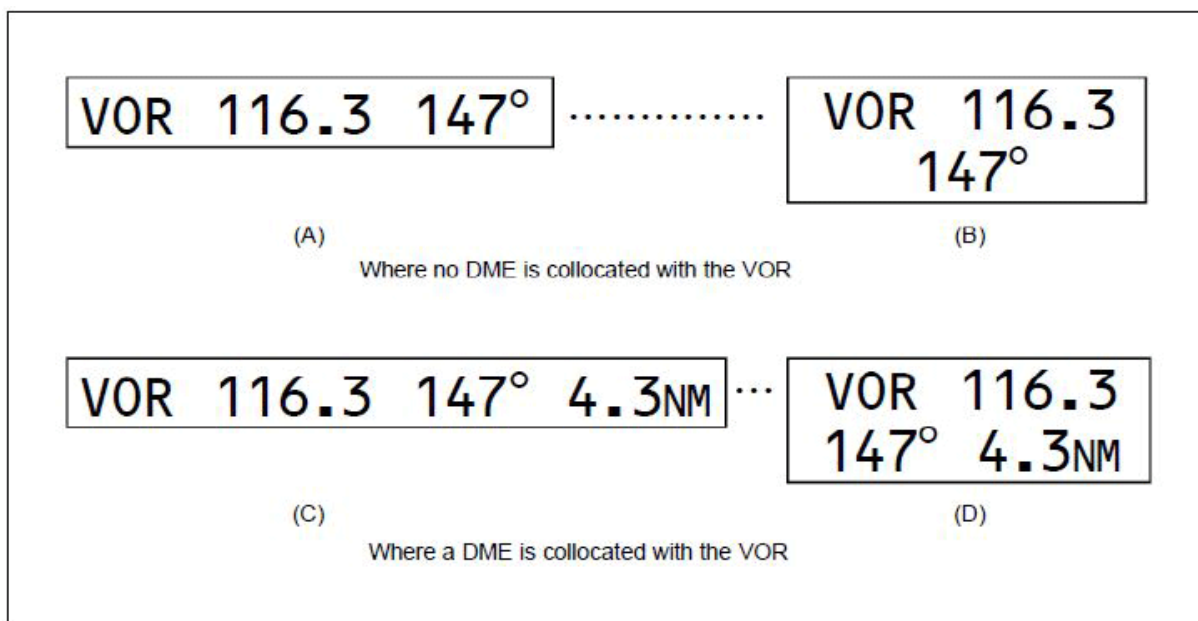 VOR 116.3 147°
VOR 116.3
147°
(A)
(B)
Where no DME is collocated with the VOR
VOR 116.3 147° 4.3NM
VOR 116.3
147° 4.3NM
(C)
(D)
Where a DME is collocated with the VOR